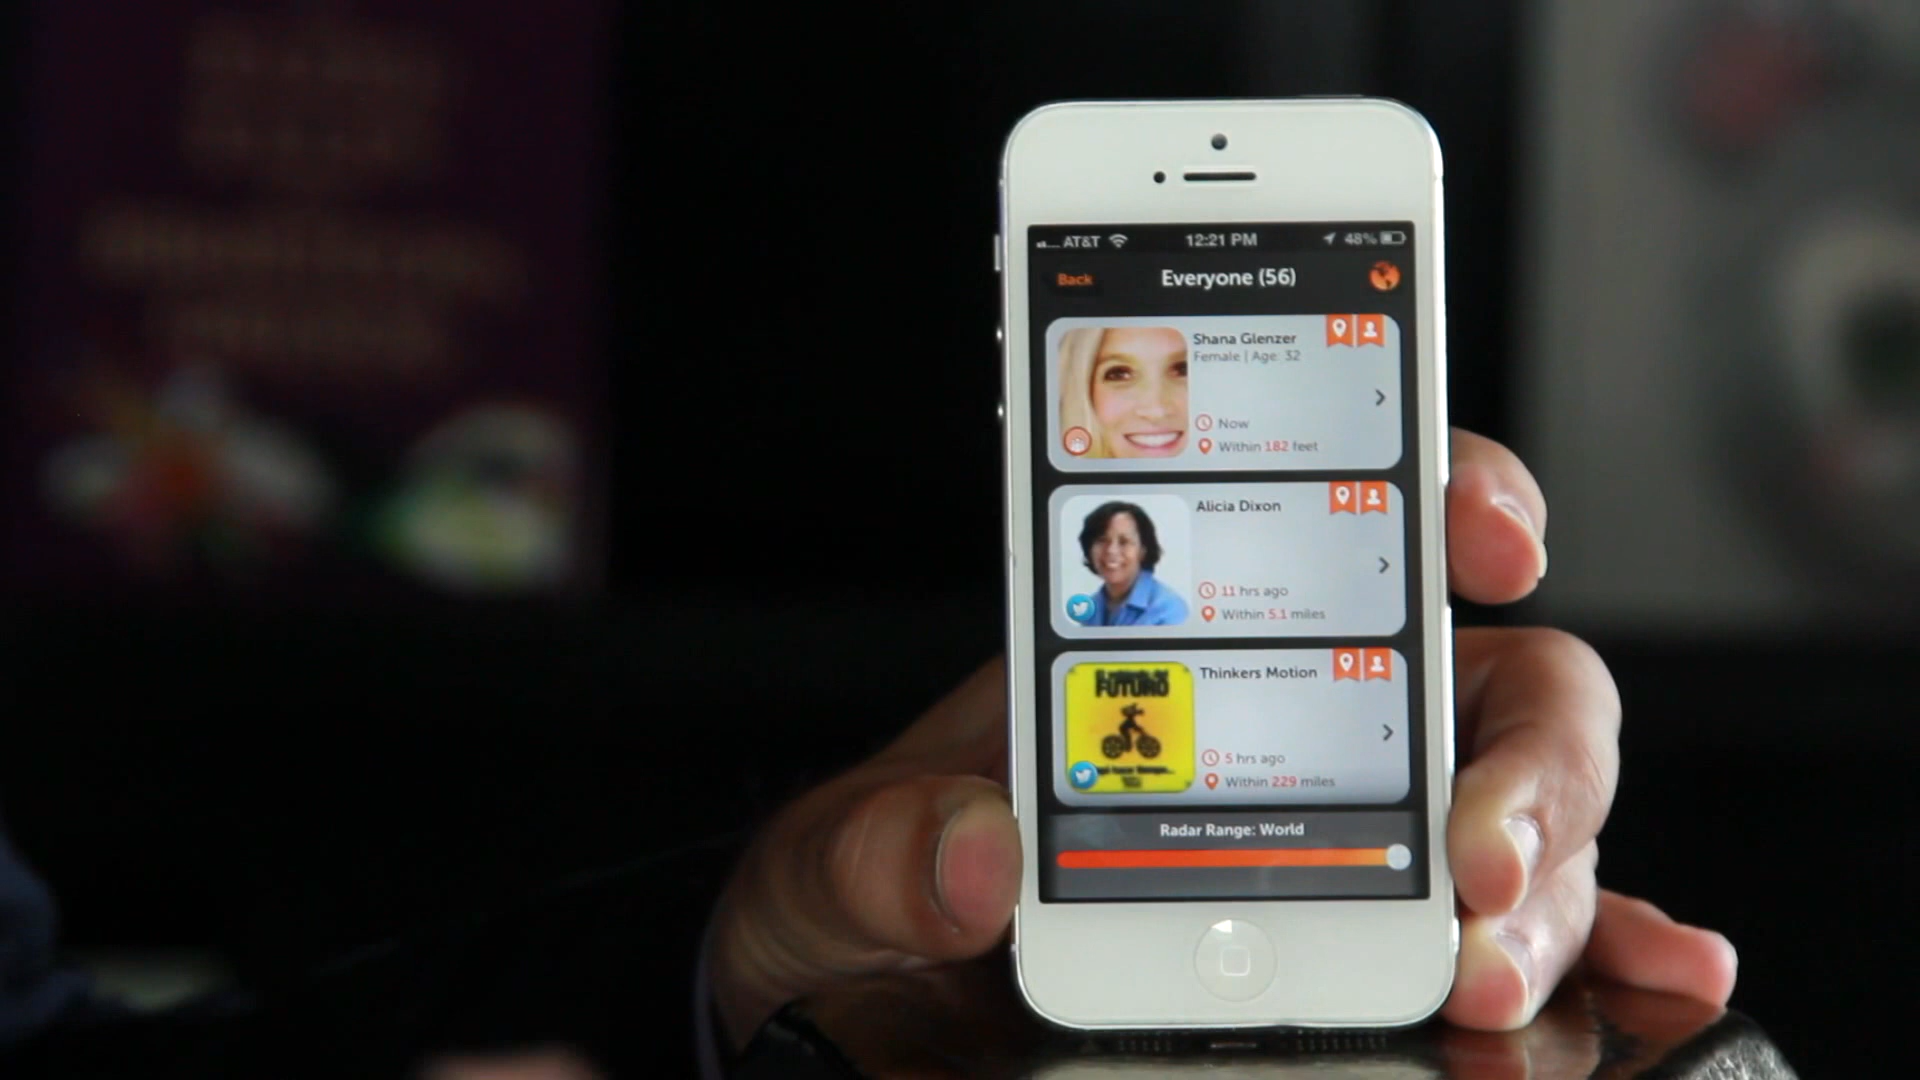 AT&T 12:21 PM 48%
Back Everyone (56)
Shana Glenzer
Female | Age: 32
Now
Within 182 feet
Alicia Dixon
11 hrs ago
Within 5.1 miles
FUTURO
Thinkers Motion
5 hrs ago
Within 229 miles
Radar Range: World